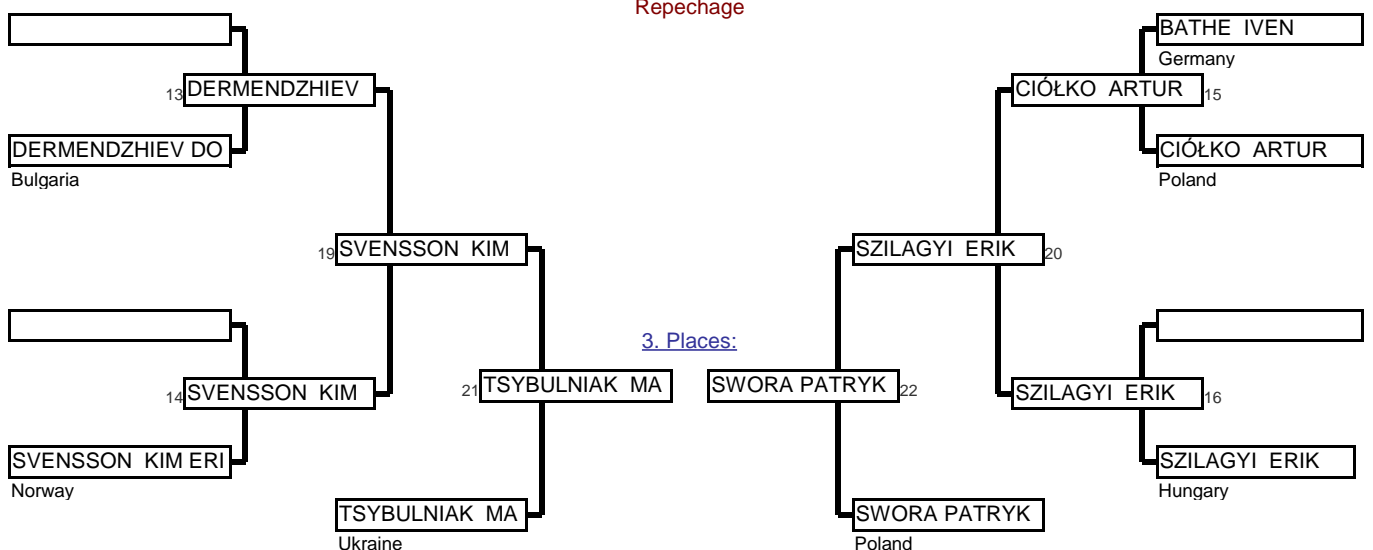 Repechage
BATHE IVEN
Germany
13 DERMENDZHIEV
CIÓŁKO ARTUR 15
DERMENDZHIEV DO
Bulgaria
CIÓŁKO ARTUR
Poland
19 SVENSSON KIM
SZILAGYI ERIK 20
3. Places:
14 SVENSSON KIM
21 TSYBULNIAK MA
SWORA PATRYK 22
SZILAGYI ERIK 16
SVENSSON KIM ERI
Norway
SZILAGYI ERIK
Hungary
TSYBULNIAK MA
Ukraine
SWORA PATRYK
Poland